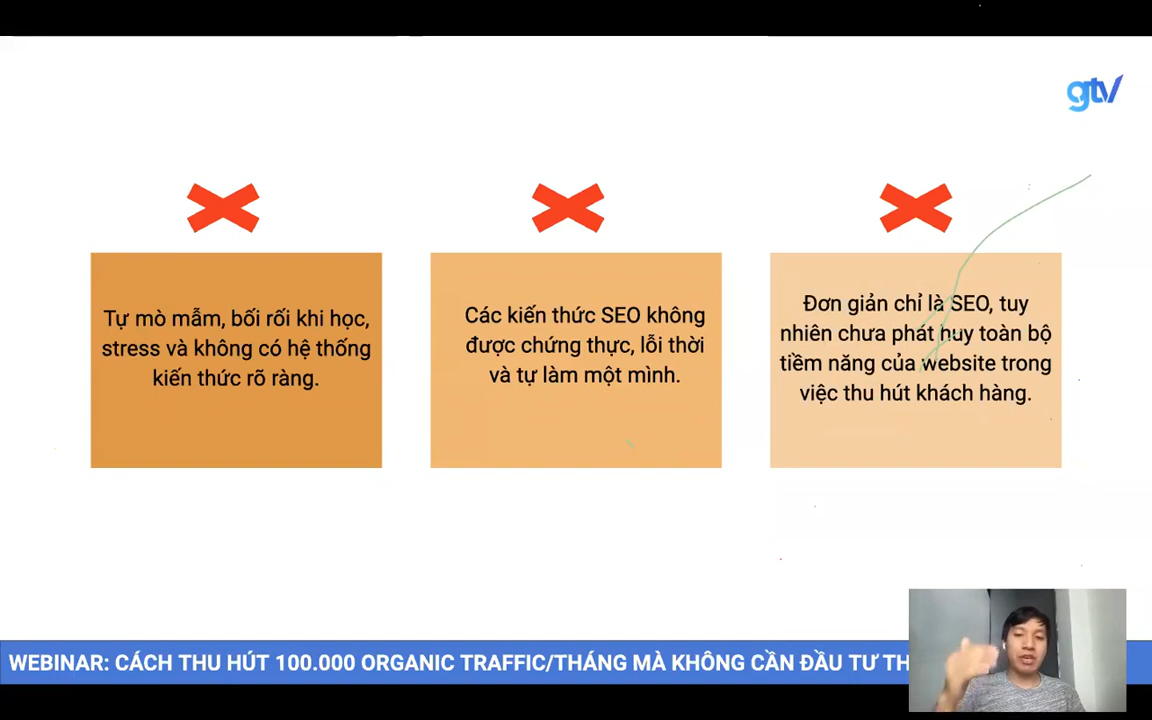 gtv
Tự mò mẫm, bối rối khi học,
stress và không có hệ thống
kiến thức rõ ràng.
Các kiến thức SEO không
được chứng thực, lỗi thời
và tự làm một mình.
Đơn giản chỉ là SEO, tuy
nhiên chưa phát huy toàn bộ
tiềm năng của website trong
việc thu hút khách hàng.
WEBINAR: CÁCH THU HÚT 100.000 ORGANIC TRAFFIC/THÁNG MÀ KHÔNG CẦN ĐẦU TƯ TH